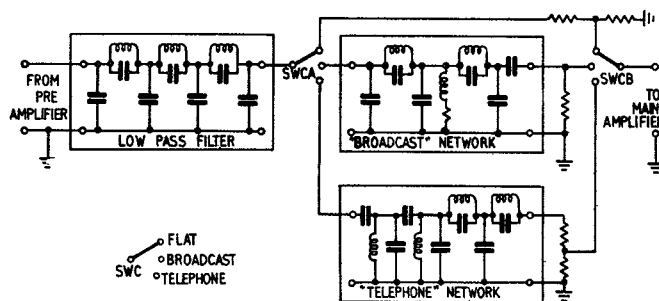 FROM
PRE
AMPLIFIER
LOW PASS FILTER
SWCA
"BROADCAST" NETWORK
SWCB
TO
MAIN
AMPLIFIER
"TELEPHONE" NETWORK
SWC
FLAT
BROADCAST
TELEPHONE